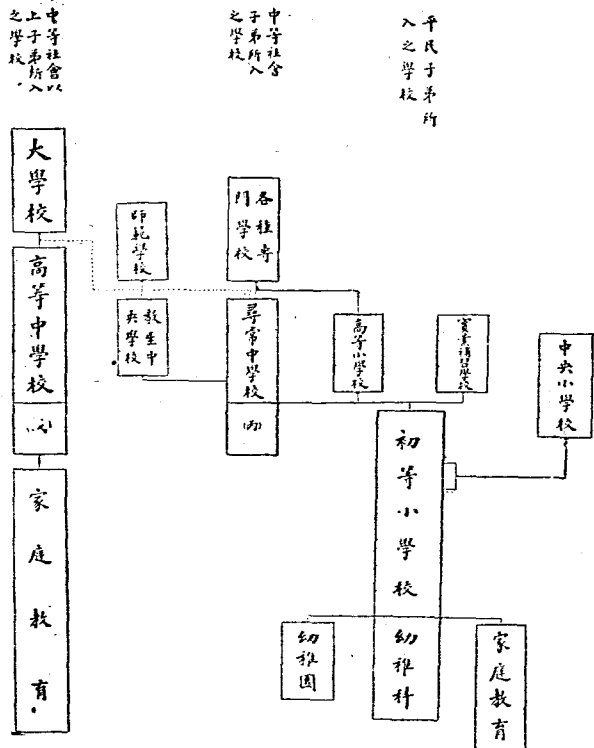 平民子弟所
入之學校
中等社會
子弟所入
之學校
中等社會以
上子弟所入
之學校
中央小學校
實業補習學校
高等小學校
各種專
門學校
尋常中學校
(丙)
師範學校
教生中
央學校
大學校
高等中學校
(丙)
家庭教育
初等小學校
幼稚科
家庭教育
幼稚園